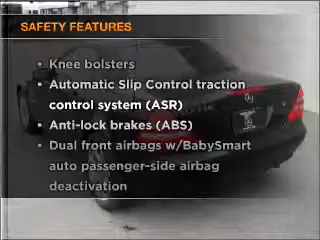 SAFETY FEATURES
• Knee bolsters
• Automatic Slip Control traction
control system (ASR)
• Anti-lock brakes (ABS)
• Dual front airbags w/BabySmart
auto passenger-side airbag
deactivation